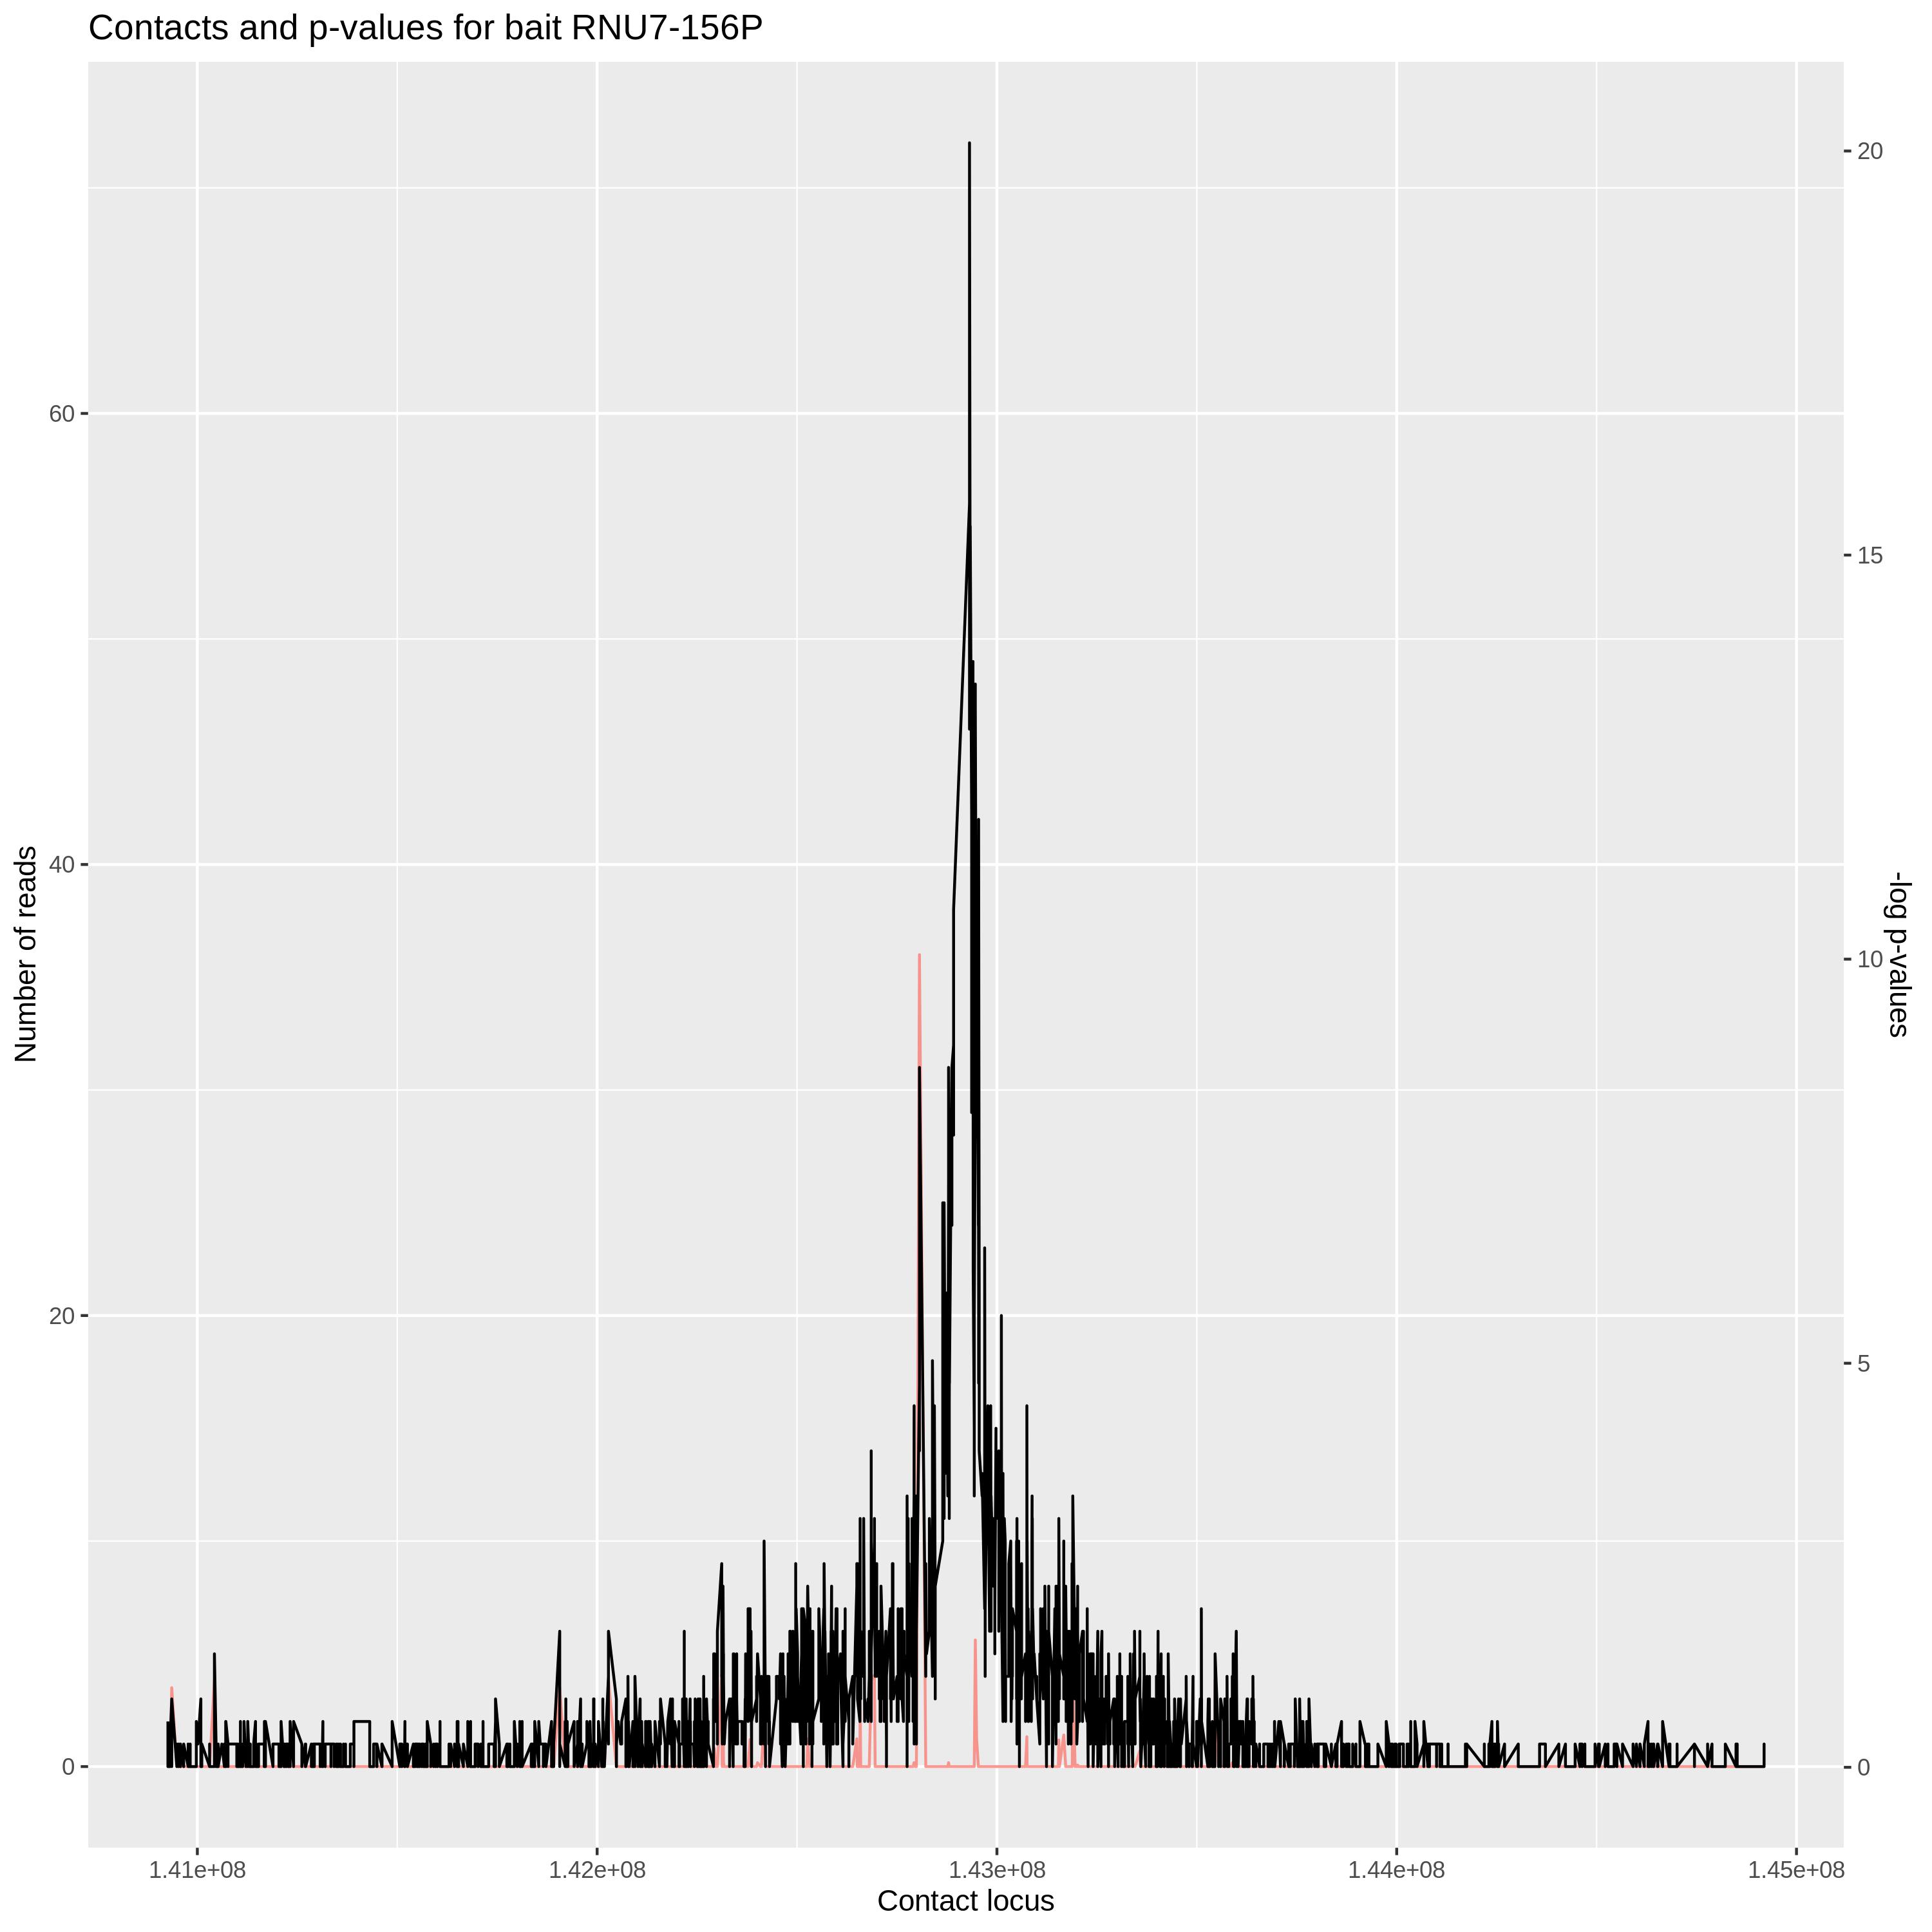 Contacts and p-values for bait RNU7-156P
Number of reads
60
40
20
0
20
15
10
5
0
-log p-values
1.41e+08
1.42e+08
1.43e+08
1.44e+08
1.45e+08
Contact locus